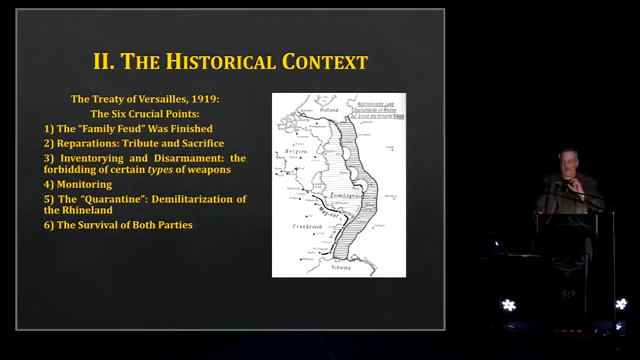 II. THE HISTORICAL CONTEXT
The Treaty of Versailles, 1919:
The Six Crucial Points:
1) The “Family Feud” Was Finished
2) Reparations: Tribute and Sacrifice
3) Inventorying and Disarmament: the
forbidding of certain types of weapons
4) Monitoring
5) The “Quarantine”: Demilitarization of
the Rhineland
6) The Survival of Both Parties
Holland
Belgien
Frankreich
Schweiz